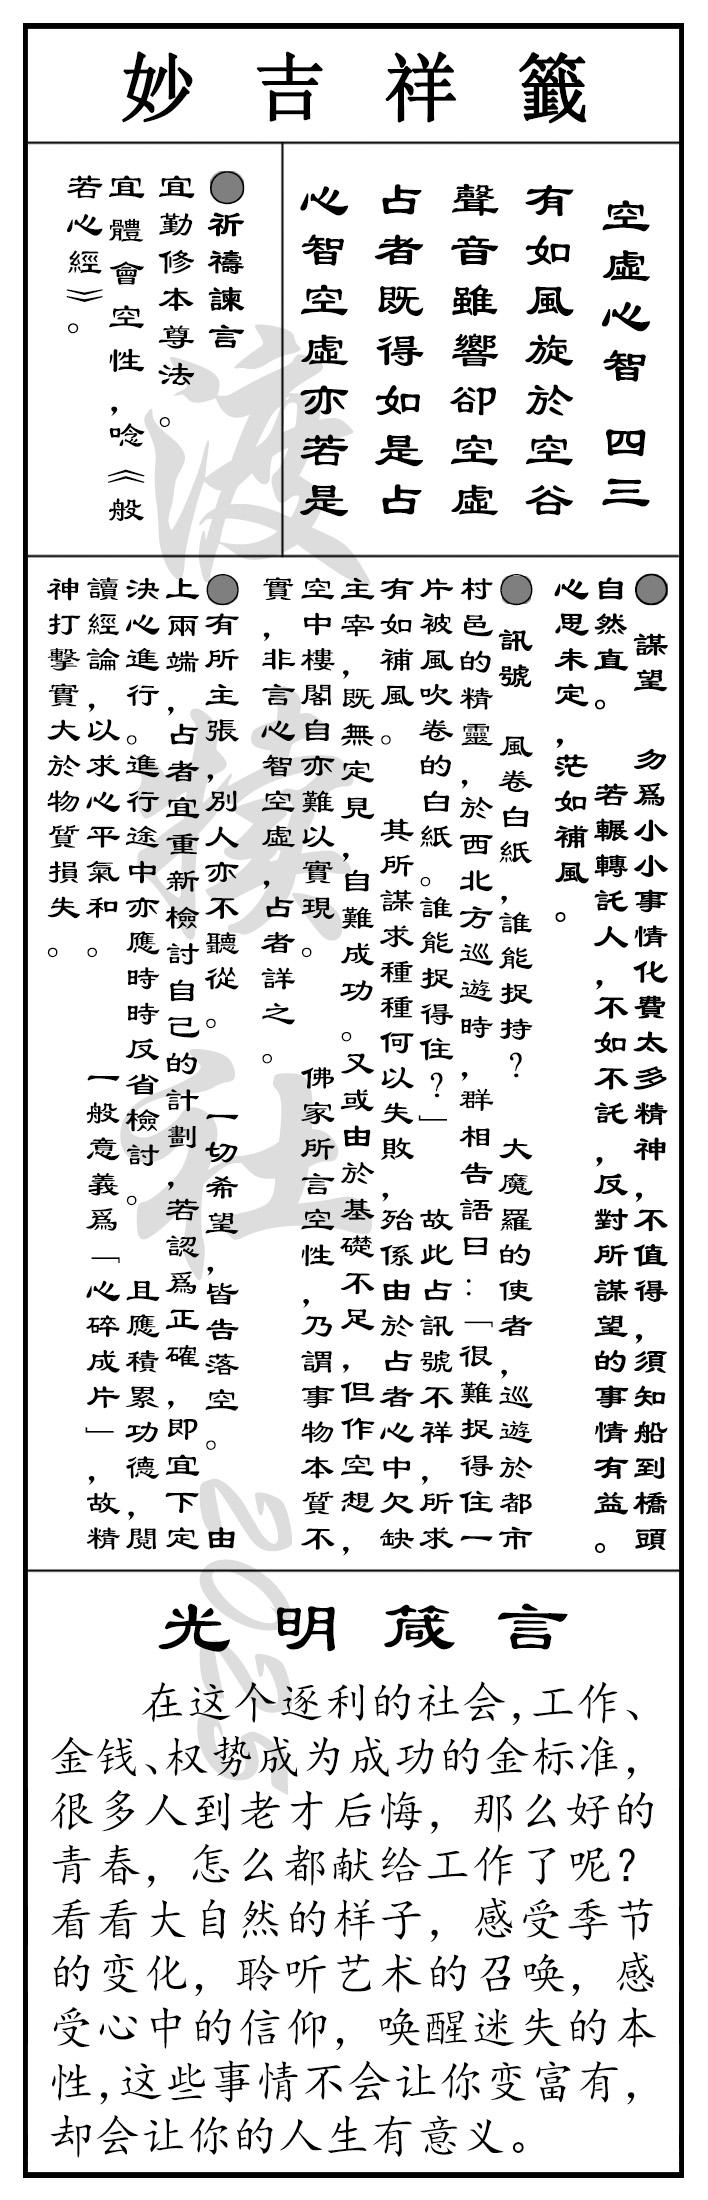 妙吉祥籤
空虛心智 四三
有如風旋於空谷
聲音雖響卻空虛
占者既得如是占
心智空虛亦若是
●祈禱諫言
宜勤修本尊法。
宜體會空性,唸《般
若心經》。
●謀望 勿爲小小事情化費太多精神,不值得,須知船到橋頭
自然直。 若輾轉託人,不如不託,反對所謀望的事情有益。
心思未定,茫如補風。
●訊號 風卷白紙,誰能捉持? 大魔羅的使者,巡遊於都市
村邑的精靈,於西北方巡遊時,群相告語曰:「很難捉得住一
片被風吹卷的白紙。誰能捉得住?」 故此占訊號不祥,所求
有如補風。 其所謀求種種何以失敗,殆係由於占者心中欠缺
主宰,既無定見,自難成功。又或由於基礎不足,但作空想,
空中樓閣自亦難以實現。 佛家所言空性,乃謂事物本質不
實,非言心智空虛,占者詳之。
●有所主張,別人亦不聽從。 一切希望,皆告落空。 由
上兩端,占者宜重新檢討自己的計劃,若認爲正確,即宜下定
決心進行。進行途中亦應時時反省檢討。 且應積累功德,閱
讀經論,以求心平氣和。 一般意義爲「心碎成片」,故精
神打擊實大於物質損失。
光明箴言
在这个逐利的社会,工作、
金钱、权势成为成功的金标准,
很多人到老才后悔,那么好的
青春,怎么都献给工作了呢?
看看大自然的样子,感受季节
的变化,聆听艺术的召唤,感
受心中的信仰,唤醒迷失的本
性,这些事情不会让你变富有,
却会让你的人生有意义。
渡 社 2025